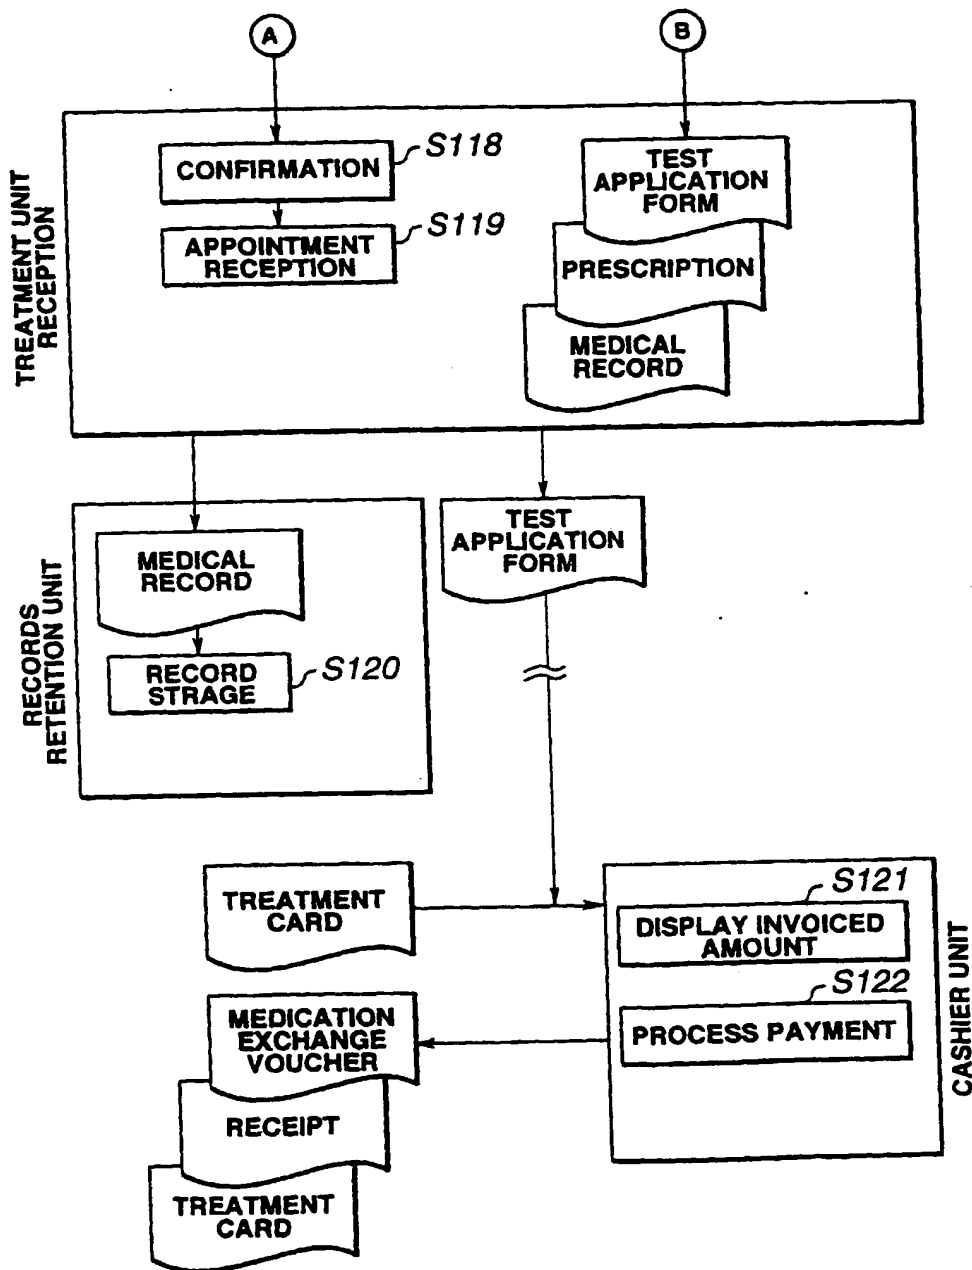 A
B
TREATMENT UNIT
RECEPTION
CONFIRMATION
S118
APPOINTMENT
RECEPTION
S119
TEST
APPLICATION
FORM
PRESCRIPTION
MEDICAL
RECORD
RECORDS
RETENTION UNIT
MEDICAL
RECORD
RECORD
STRAGE
S120
TEST
APPLICATION
FORM
TREATMENT
CARD
S121
DISPLAY INVOICED
AMOUNT
S122
PROCESS PAYMENT
CASHIER UNIT
MEDICATION
EXCHANGE
VOUCHER
RECEIPT
TREATMENT
CARD